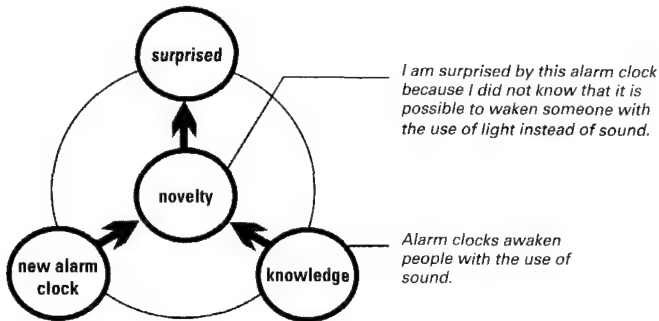 surprised
I am surprised by this alarm clock
because I did not know that it is
possible to waken someone with
the use of light instead of sound.
novelty
new alarm
clock
knowledge
Alarm clocks awaken
people with the use of
sound.